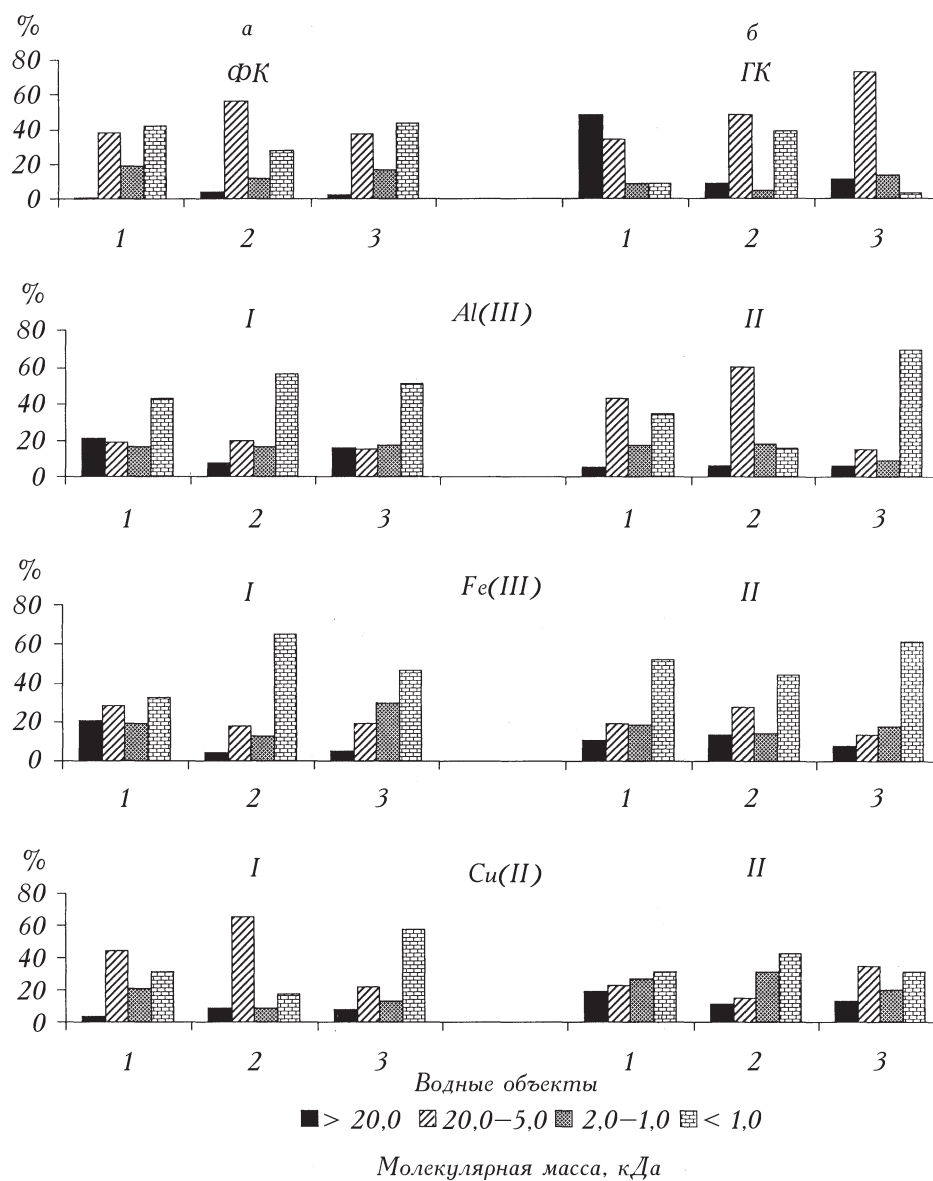 % а б
80 ФК ГК
60
40
20
0
1 2 3 1 2 3
% I Al(III) II
80
60
40
20
0
1 2 3 1 2 3
% I Fe(III) II
80
60
40
20
0
1 2 3 1 2 3
% I Cu(II) II
80
60
40
20
0
1 2 3 1 2 3
Водные объекты
> 20,0 20,0–5,0 2,0–1,0 < 1,0
Молекулярная масса, кДа